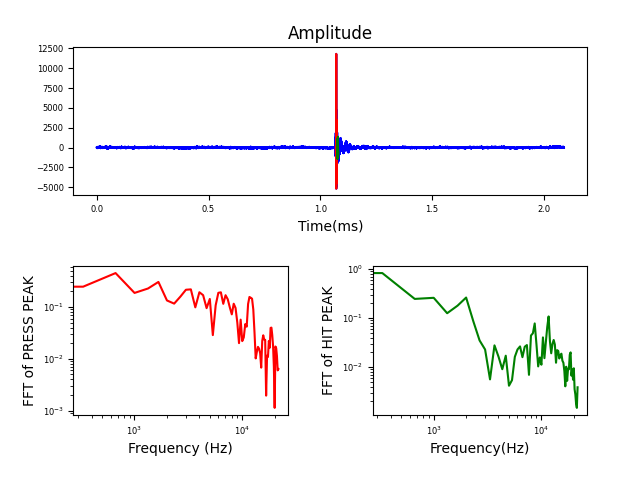 Amplitude
12500
10000
7500
5000
2500
0
−2500
−5000
0.0 0.5 1.0 1.5 2.0
Time(ms)
FFT of PRESS PEAK
10⁻¹
10⁻²
10⁻³
10³ 10⁴
Frequency (Hz)
FFT of HIT PEAK
10⁰
10⁻¹
10⁻²
10³ 10⁴
Frequency(Hz)